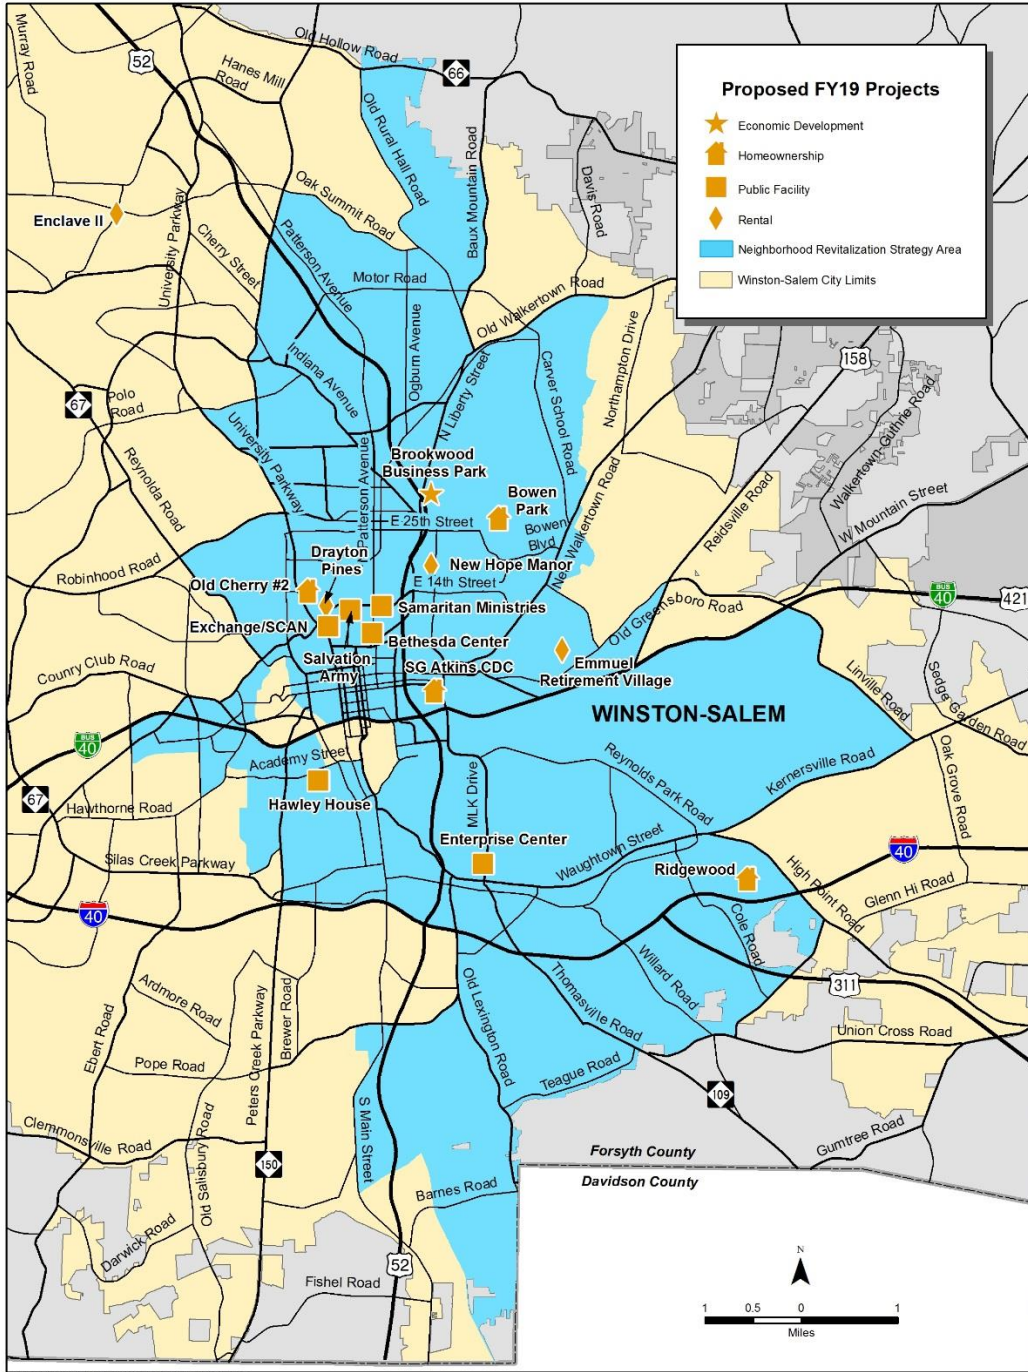 Proposed FY19 Projects
Economic Development
Homeownership
Public Facility
Rental
Neighborhood Revitalization Strategy Area
Winston-Salem City Limits
Murray Road
52
Hanes Mill
Road
Old Hollow Road
66
Old Rural Hall Road
Baux Mountain Road
Davis Road
Enclave II
University Parkway
Cherry Street
Oak Summit Road
Patterson Avenue
Motor Road
Old Walkertown Road
Ogburn Avenue
Indiana Avenue
N Liberty Street
Carver School Road
Northampton Drive
158
Walkertown-Guthrie Road
67
Polo
Road
Reynolda Road
University Parkway
Patterson Avenue
Brookwood
Business Park
Bowen
Park
E 25th Street
Bowen
Blvd
New Walkertown Road
Reidsville Road
W Mountain Street
Robinhood Road
Drayton
Pines
New Hope Manor
E 14th Street
Old Cherry #2
Samaritan Ministries
Old Greensboro Road
BUS
40
421
Exchange/SCAN
Bethesda Center
Salvation
Army
SG Atkins CDC
Emmuel
Retirement Village
County Club Road
Linville Road
Sedge Garden Road
WINSTON-SALEM
BUS
40
Academy Street
Reynolds Park Road
Kernersville Road
Oak Grove Road
67
Hawthorne Road
Hawley House
MLK Drive
Enterprise Center
Waughtown Street
Silas Creek Parkway
Ridgewood
40
High Point Road
Glenn Hi Road
40
Cole Road
Willard Road
311
Ardmore Road
Peters Creek Parkway
Brewer Road
Old Lexington Road
Thomasville Road
Union Cross Road
Ebert Road
Pope Road
Teague Road
109
S Main Street
Clemmonsville Road
Gumtree Road
Old Salisbury Road
150
Forsyth County
Davidson County
Barnes Road
Darwick Road
52
Fishel Road
N
1 0.5 0 1
Miles